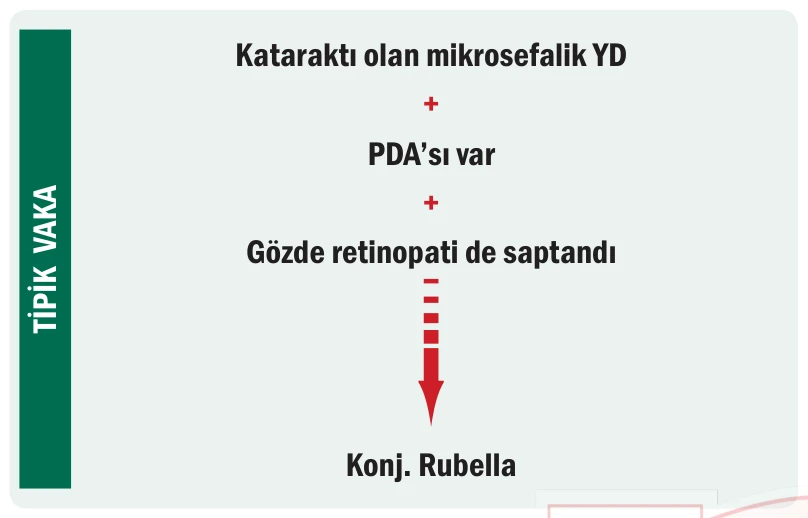 TİPİK VAKA
Kataraktı olan mikrosefalik YD
+
PDA’sı var
+
Gözde retinopati de saptandı
Konj. Rubella